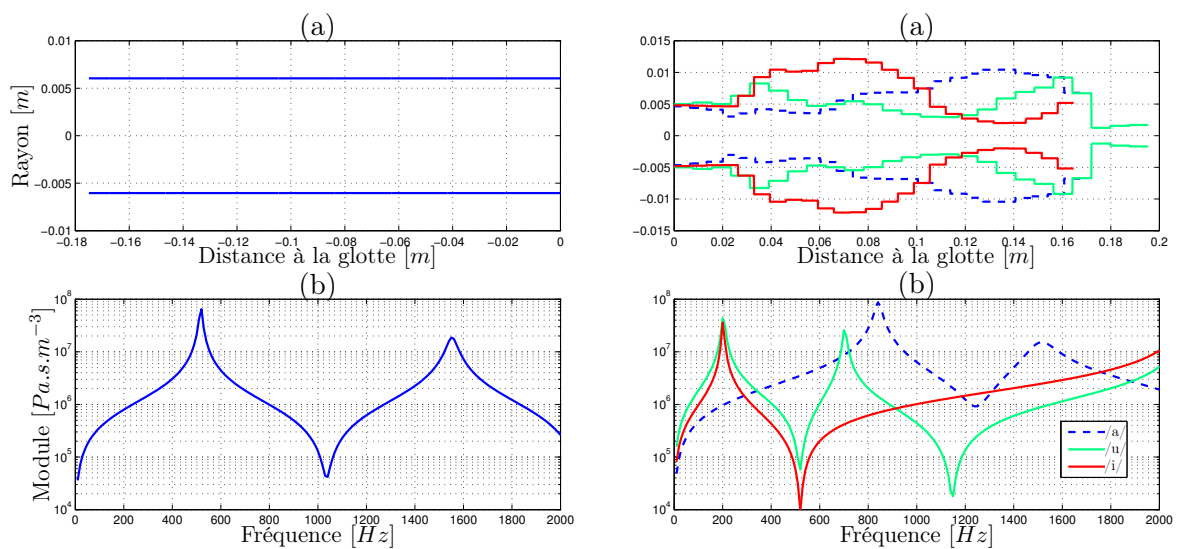 (a)
0.01
0.005
0
−0.005
−0.01
Rayon [m]
−0.18 −0.16 −0.14 −0.12 −0.1 −0.08 −0.06 −0.04 −0.02 0
Distance à la glotte [m]
(b)
10^8
10^7
10^6
10^5
10^4
Module [Pa.s.m^{−3}]
0 200 400 600 800 1000 1200 1400 1600 1800 2000
Fréquence [Hz]
(a)
0.015
0.01
0.005
0
−0.005
−0.01
−0.015
0 0.02 0.04 0.06 0.08 0.1 0.12 0.14 0.16 0.18 0.2
Distance à la glotte [m]
(b)
10^8
10^7
10^6
10^5
10^4
/a/
/u/
/i/
0 200 400 600 800 1000 1200 1400 1600 1800 2000
Fréquence [Hz]